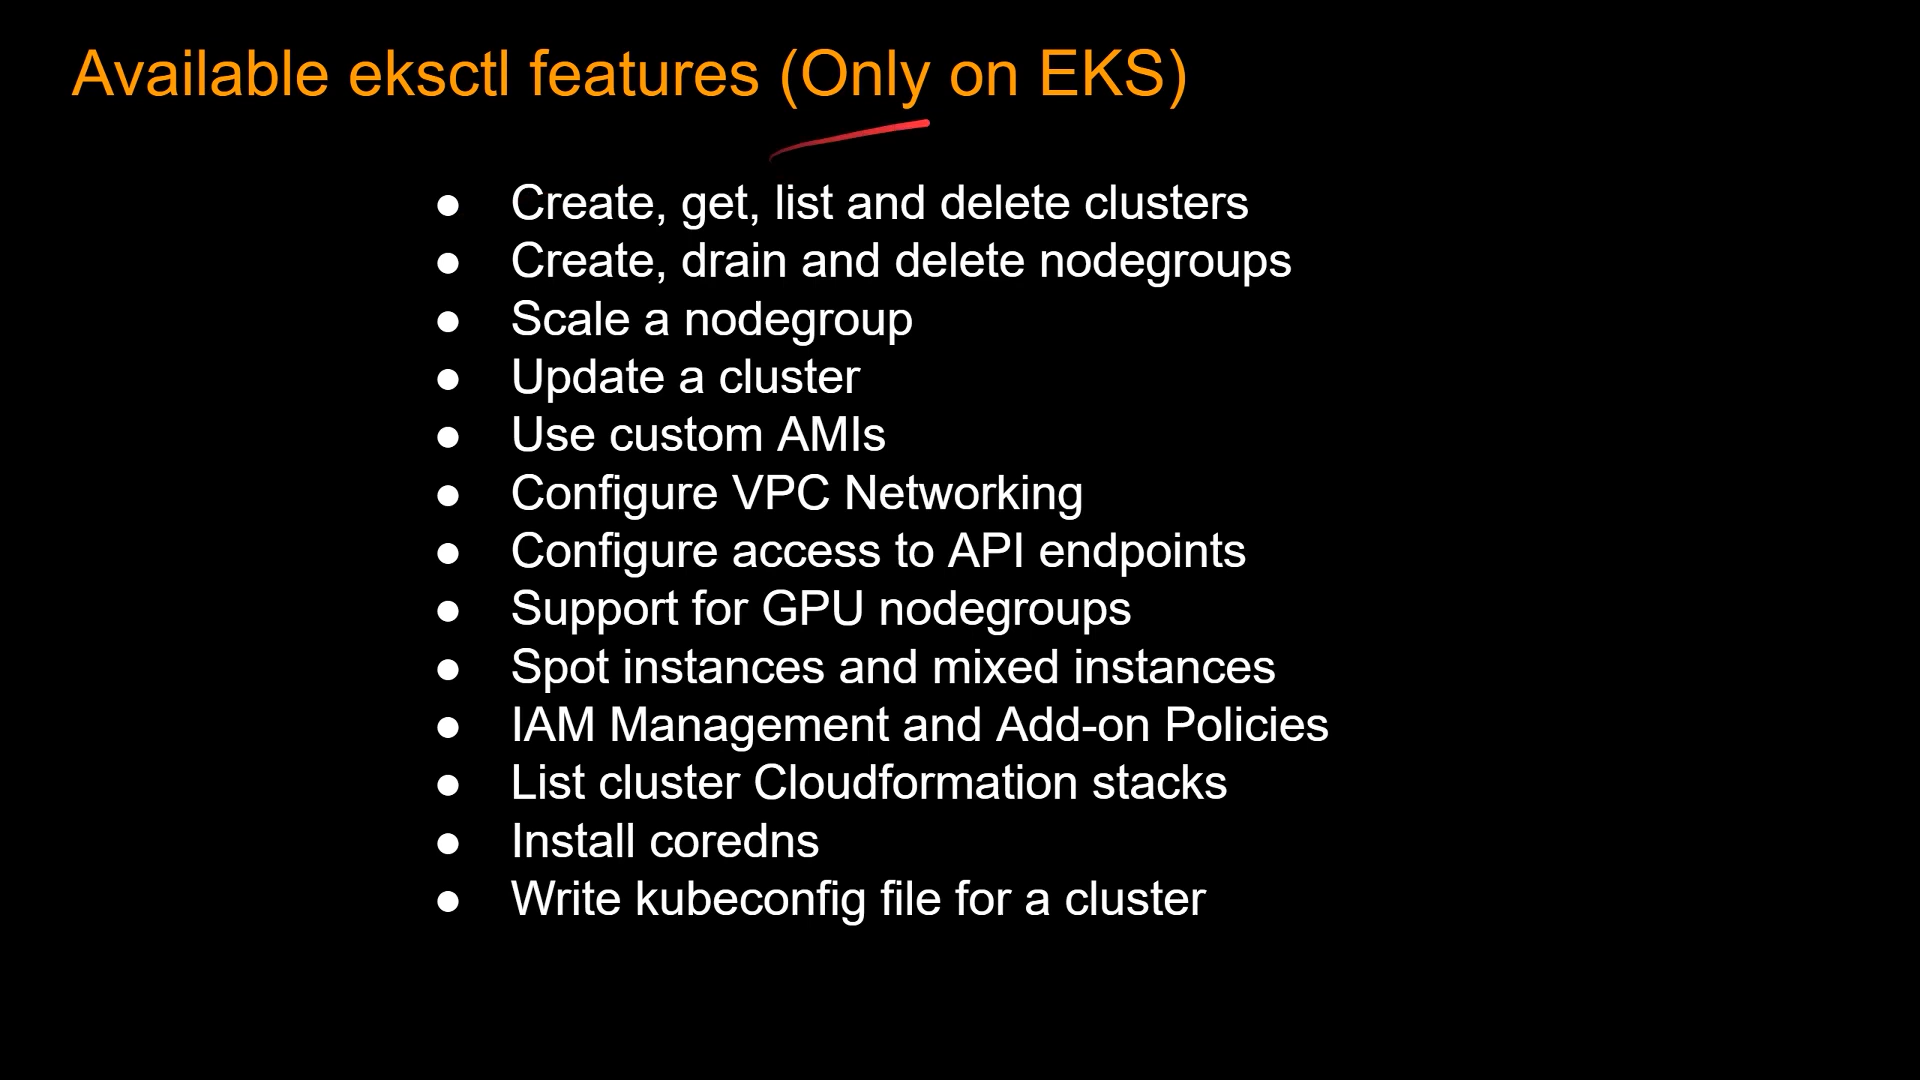 Available eksctl features (Only on EKS)
● Create, get, list and delete clusters
● Create, drain and delete nodegroups
● Scale a nodegroup
● Update a cluster
● Use custom AMIs
● Configure VPC Networking
● Configure access to API endpoints
● Support for GPU nodegroups
● Spot instances and mixed instances
● IAM Management and Add-on Policies
● List cluster Cloudformation stacks
● Install coredns
● Write kubeconfig file for a cluster